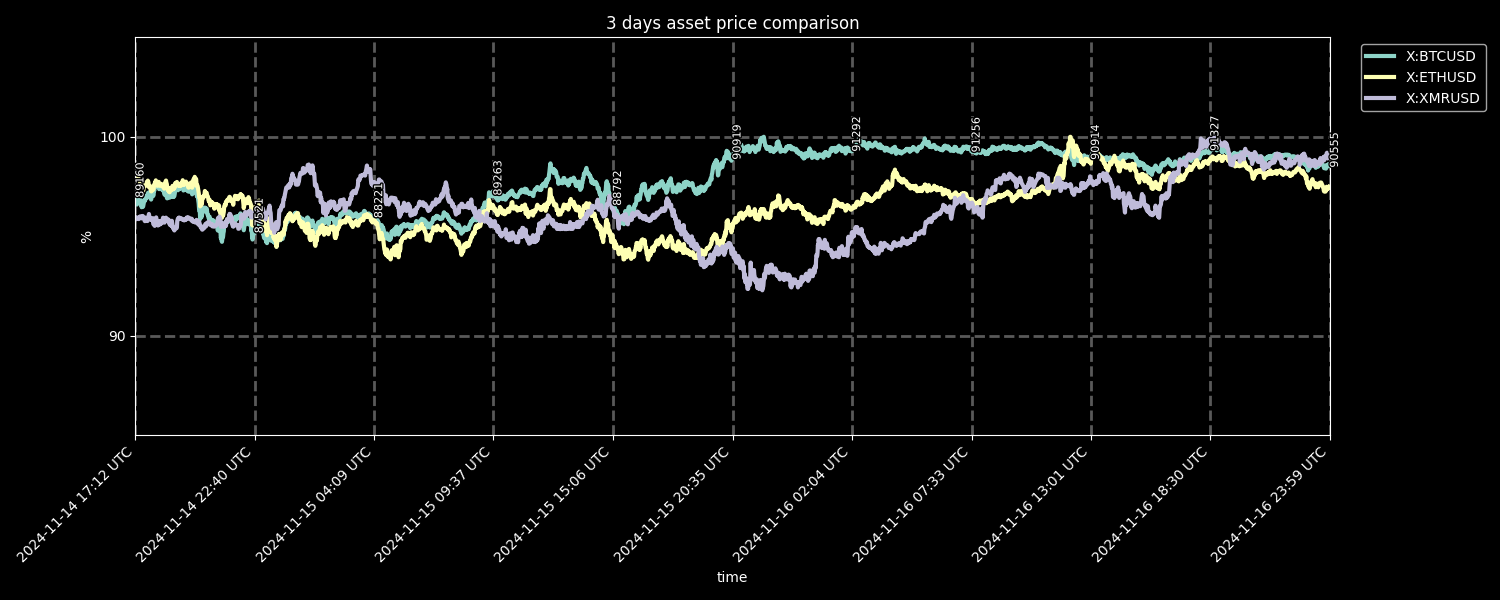 3 days asset price comparison
X:BTCUSD
X:ETHUSD
X:XMRUSD
100
90
%
89160
87521
88221
89263
88792
90919
91292
91256
90914
91327
90555
2024-11-14 17:12 UTC
2024-11-14 22:40 UTC
2024-11-15 04:09 UTC
2024-11-15 09:37 UTC
2024-11-15 15:06 UTC
2024-11-15 20:35 UTC
2024-11-16 02:04 UTC
2024-11-16 07:33 UTC
2024-11-16 13:01 UTC
2024-11-16 18:30 UTC
2024-11-16 23:59 UTC
time